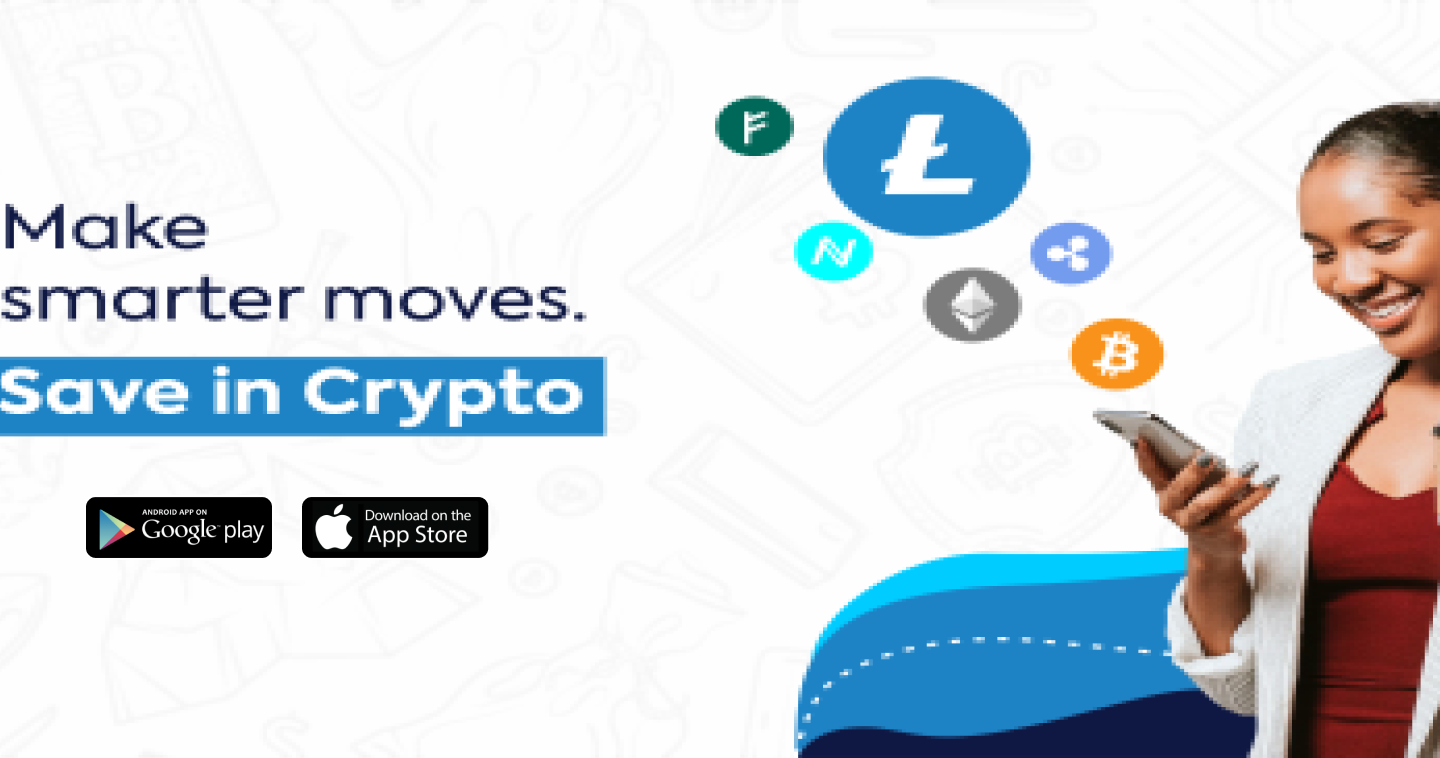 Make
smarter moves.
Save in Crypto
ANDROID APP ON
Google play
Download on the
App Store